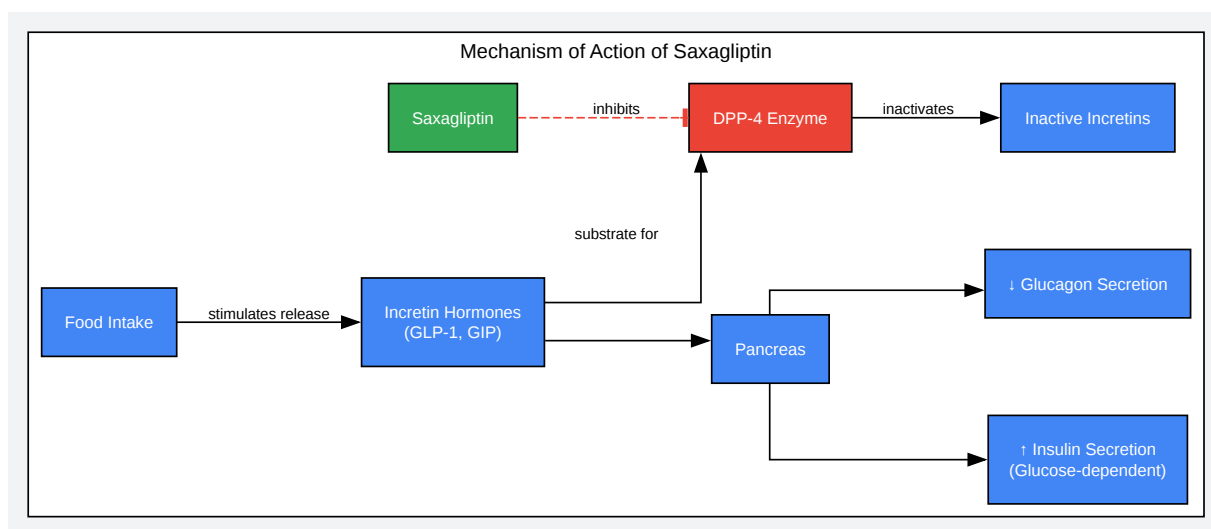 Mechanism of Action of Saxagliptin
Saxagliptin
inhibits
DPP-4 Enzyme
inactivates
Inactive Incretins
substrate for
Food Intake
stimulates release
Incretin Hormones
(GLP-1, GIP)
Pancreas
↓ Glucagon Secretion
↑ Insulin Secretion
(Glucose-dependent)